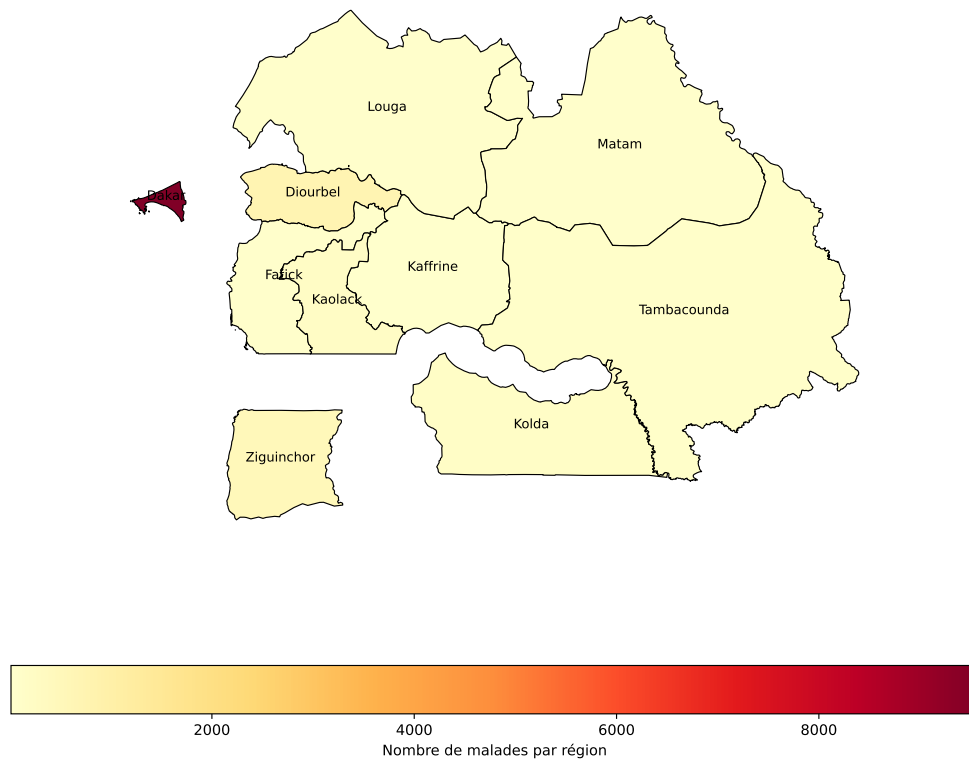 Louga
Matam
Dakar
Diourbel
Kaffrine
Fatick
Kaolack
Tambacounda
Kolda
Ziguinchor
2000 4000 6000 8000
Nombre de malades par région